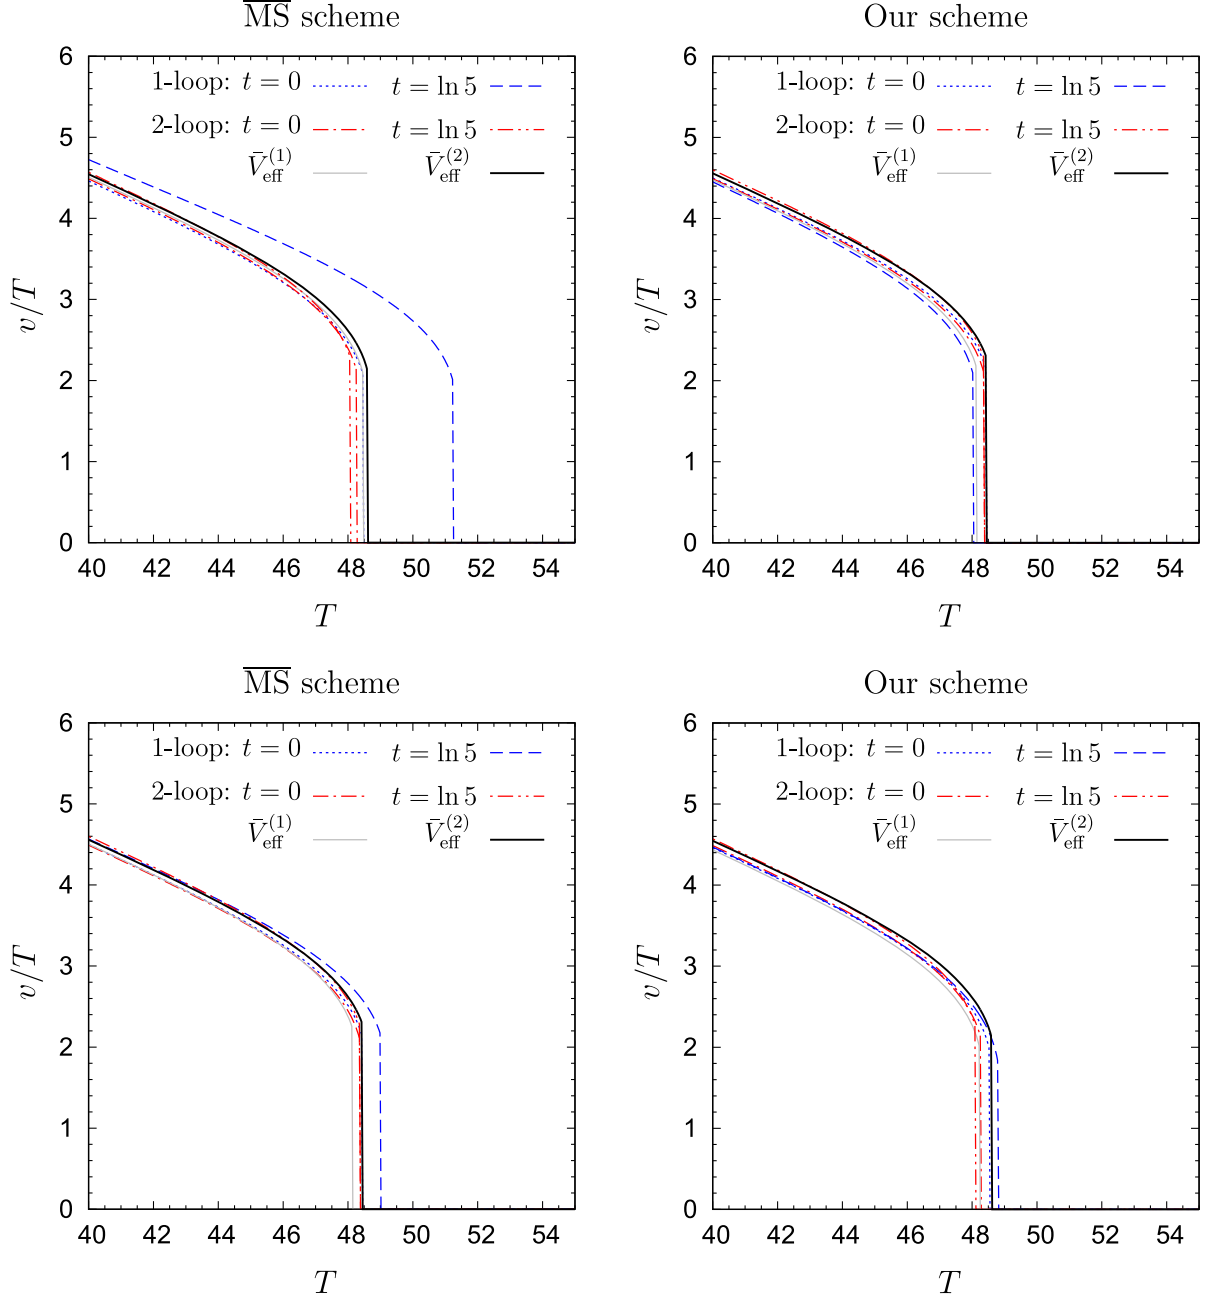 MS scheme
6
5
4
3
2
1
0
v/T
1-loop: t = 0
t = ln 5
2-loop: t = 0
t = ln 5
V̄eff(1)
V̄eff(2)
40 42 44 46 48 50 52 54
T
Our scheme
6
5
4
3
2
1
0
v/T
1-loop: t = 0
t = ln 5
2-loop: t = 0
t = ln 5
V̄eff(1)
V̄eff(2)
40 42 44 46 48 50 52 54
T
MS scheme
6
5
4
3
2
1
0
v/T
1-loop: t = 0
t = ln 5
2-loop: t = 0
t = ln 5
V̄eff(1)
V̄eff(2)
40 42 44 46 48 50 52 54
T
Our scheme
6
5
4
3
2
1
0
v/T
1-loop: t = 0
t = ln 5
2-loop: t = 0
t = ln 5
V̄eff(1)
V̄eff(2)
40 42 44 46 48 50 52 54
T